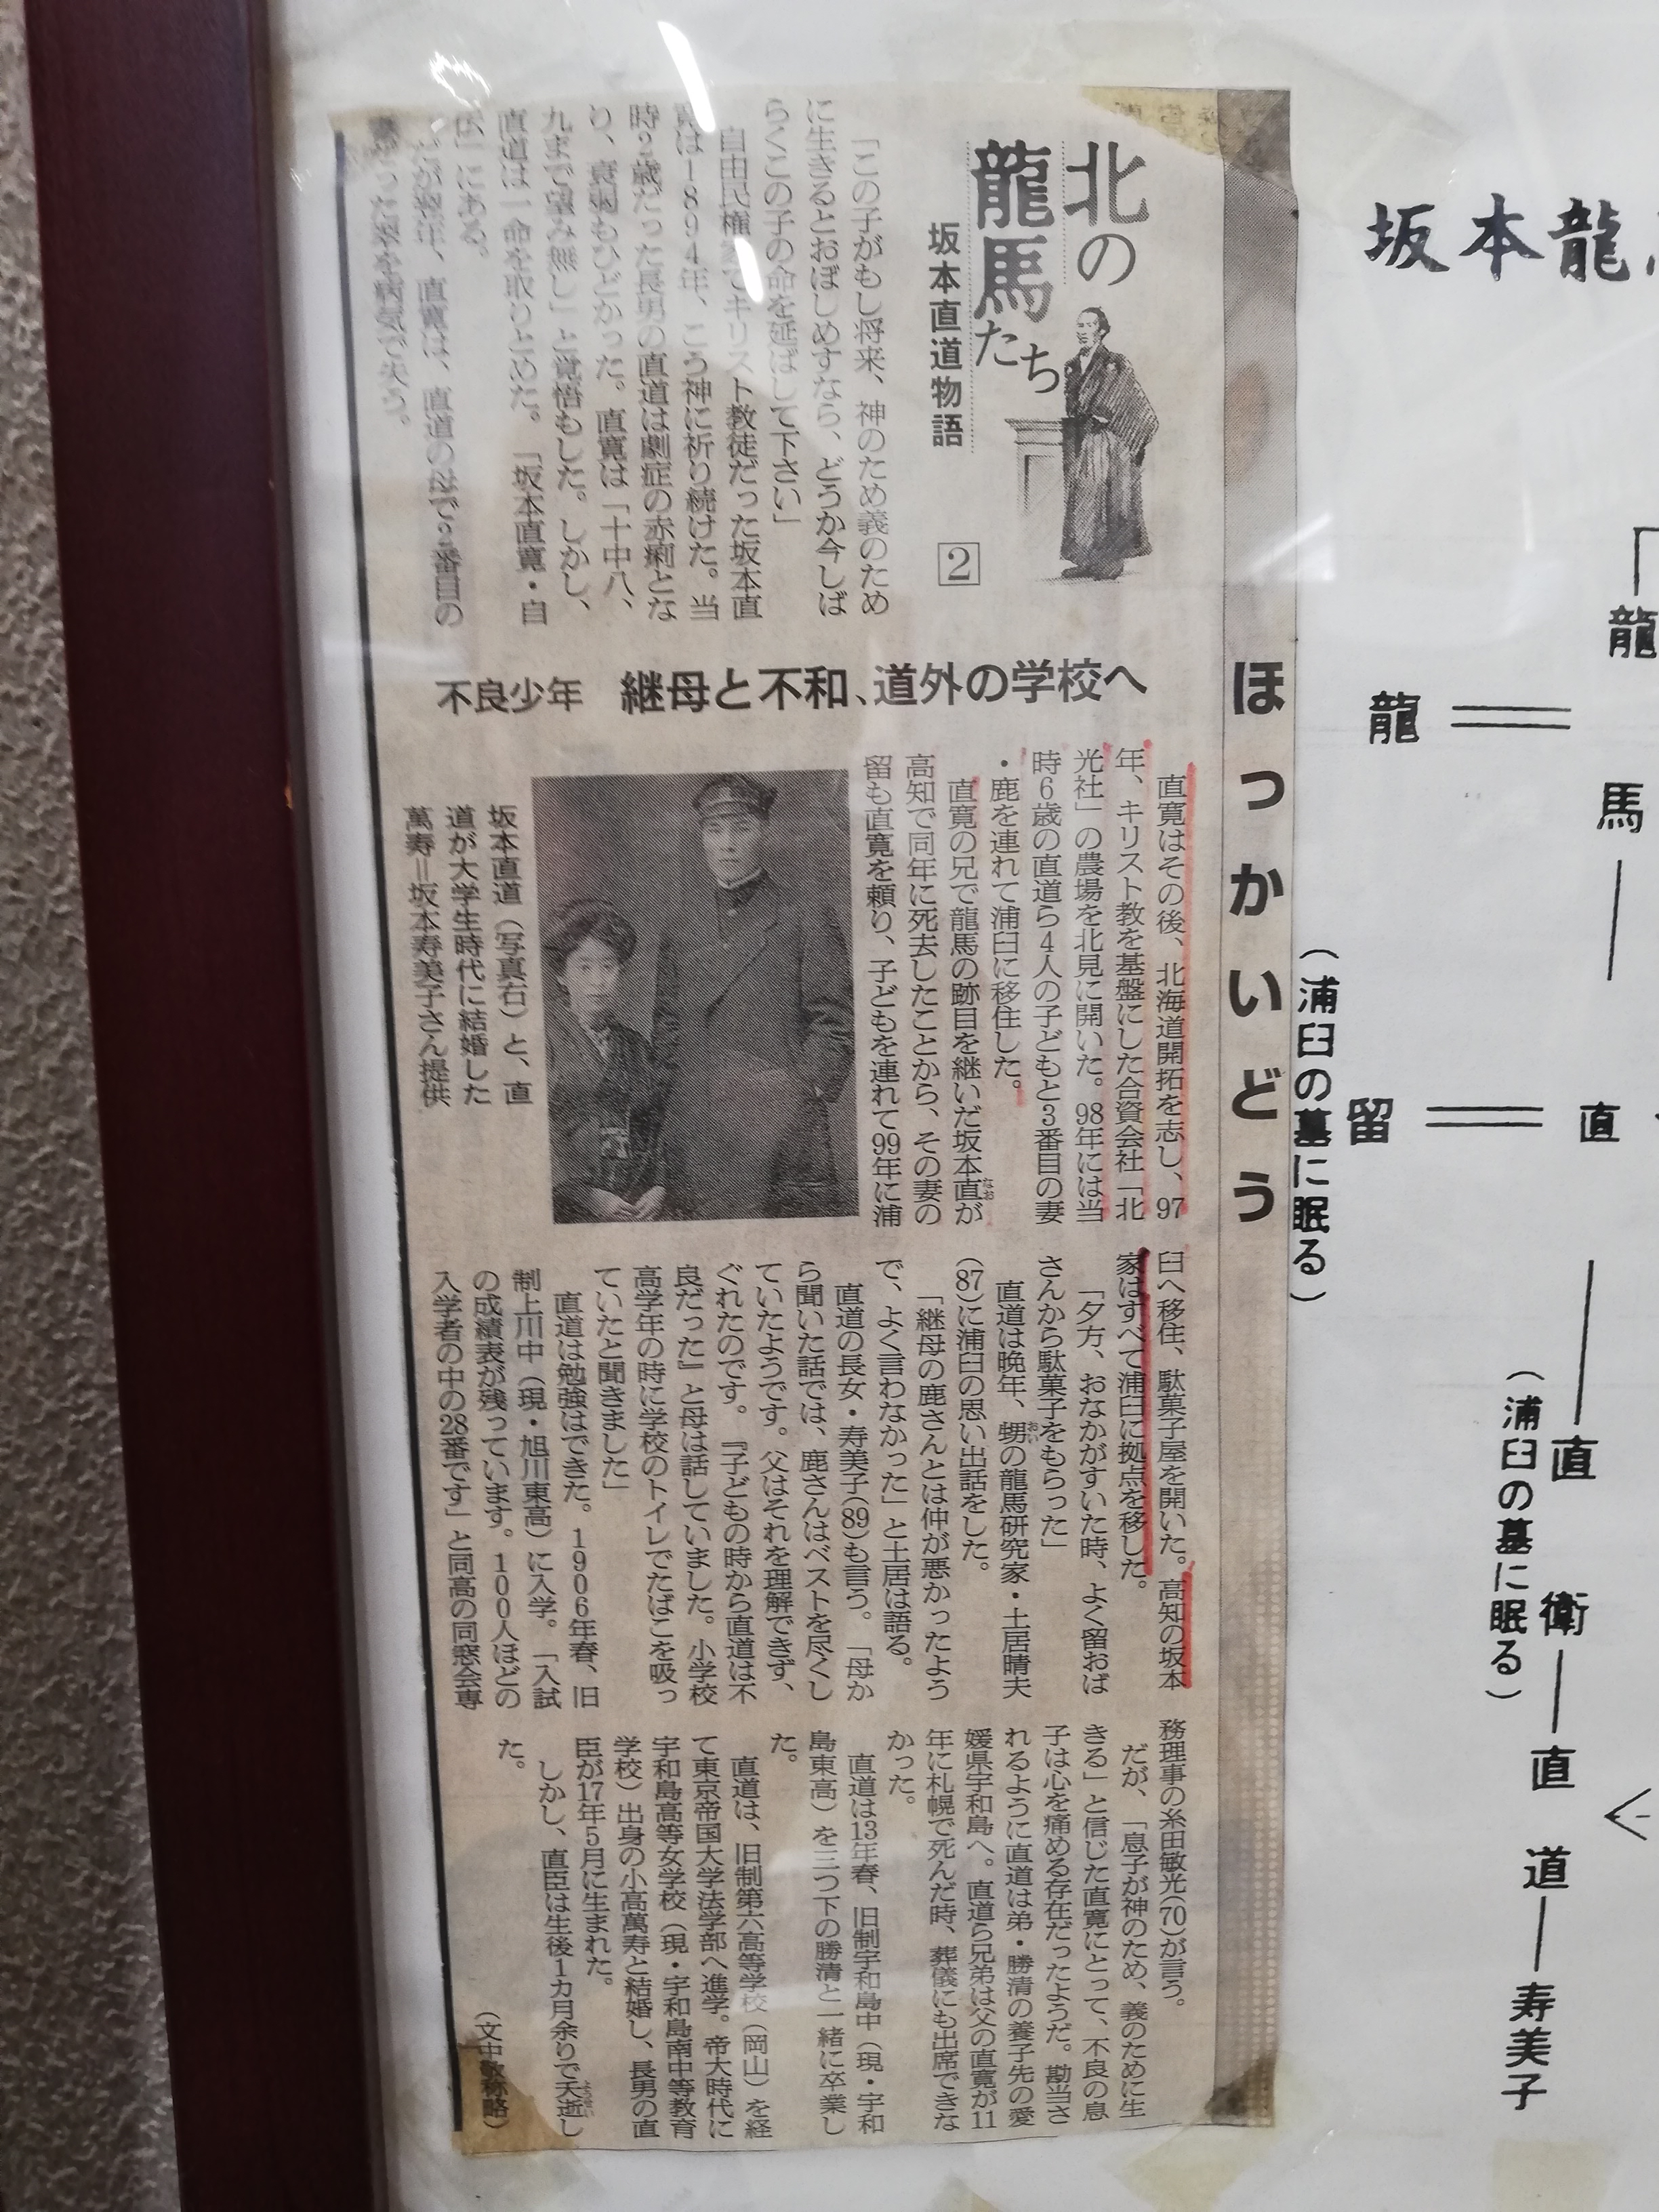 坂本龍
龍
馬
龍
直
留
(浦臼の墓に眠る)
直
衛
直
道
寿美子
(浦臼の墓に眠る)
ほっかいどう
北の
龍馬たち
坂本直道物語
2
「この子がもし将来、神のため義のため
に生きるとおぼしめすなら、どうか今しば
らくこの子の命を延ばして下さい」
自由民権家でキリスト教徒だった坂本直
寛は1894年、こう神に祈り続けた。当
時2歳だった長男の直道は劇症の赤痢とな
り、衰弱もひどかった。直寛は「十中八、
九まで望み無し」と覚悟もした。しかし、
直道は一命を取りとめた。「坂本直寛・自
伝」にある。
が翌年、直寛は、直道の母で2番目の
った翠を病気で失う。
不良少年 継母と不和、道外の学校へ
直寛はその後、北海道開拓を志し、97
年、キリスト教を基盤にした合資会社「北
光社」の農場を北見に開いた。98年には当
時6歳の直道ら4人の子どもと3番目の妻
・鹿を連れて浦臼に移住した。
直寛の兄で龍馬の跡目を継いだ坂本直なおが
高知で同年に死去したことから、その妻の
留も直寛を頼り、子どもを連れて99年に浦
坂本直道(写真右)と、直
道が大学生時代に結婚した
萬寿=坂本寿美子さん提供
臼へ移住、駄菓子屋を開いた。高知の坂本
家はすべて浦臼に拠点を移した。
「夕方、おなかがすいた時、よく留おば
さんから駄菓子をもらった」
直道は晩年、甥おいの龍馬研究家・土居晴夫
(87)に浦臼の思い出話をした。
「継母の鹿さんとは仲が悪かったよう
で、よく言わなかった」と土居は語る。
直道の長女・寿美子(89)も言う。「母か
ら聞いた話では、鹿さんはベストを尽くし
ていたようです。父はそれを理解できず、
ぐれたのです。『子どもの時から直道は不
良だった』と母は話していました。小学校
高学年の時に学校のトイレでたばこを吸っ
ていたと聞きました」
直道は勉強はできた。1906年春、旧
制上川中(現・旭川東高)に入学。「入試
の成績表が残っています。100人ほどの
入学者の中の28番です」と同高の同窓会専
務理事の糸田敏光(70)が言う。
だが、「息子が神のため、義のために生
きる」と信じた直寛にとって、不良の息
子は心を痛める存在だったようだ。勘当さ
れるように直道は弟・勝清の養子先の愛
媛県宇和島へ。直道ら兄弟は父の直寛が11
年に札幌で死んだ時、葬儀にも出席できな
かった。
直道は13年春、旧制宇和島中(現・宇和
島東高)を三つ下の勝清と一緒に卒業し
た。
直道は、旧制第六高等学校(岡山)を経
て東京帝国大学法学部へ進学。帝大時代に
宇和島高等女学校(現・宇和島南中等教育
学校)出身の小高萬寿と結婚し、長男の直
臣が17年5月に生まれた。
しかし、直臣は生後1カ月余りで夭逝ようせいし
た。
(文中敬称略)